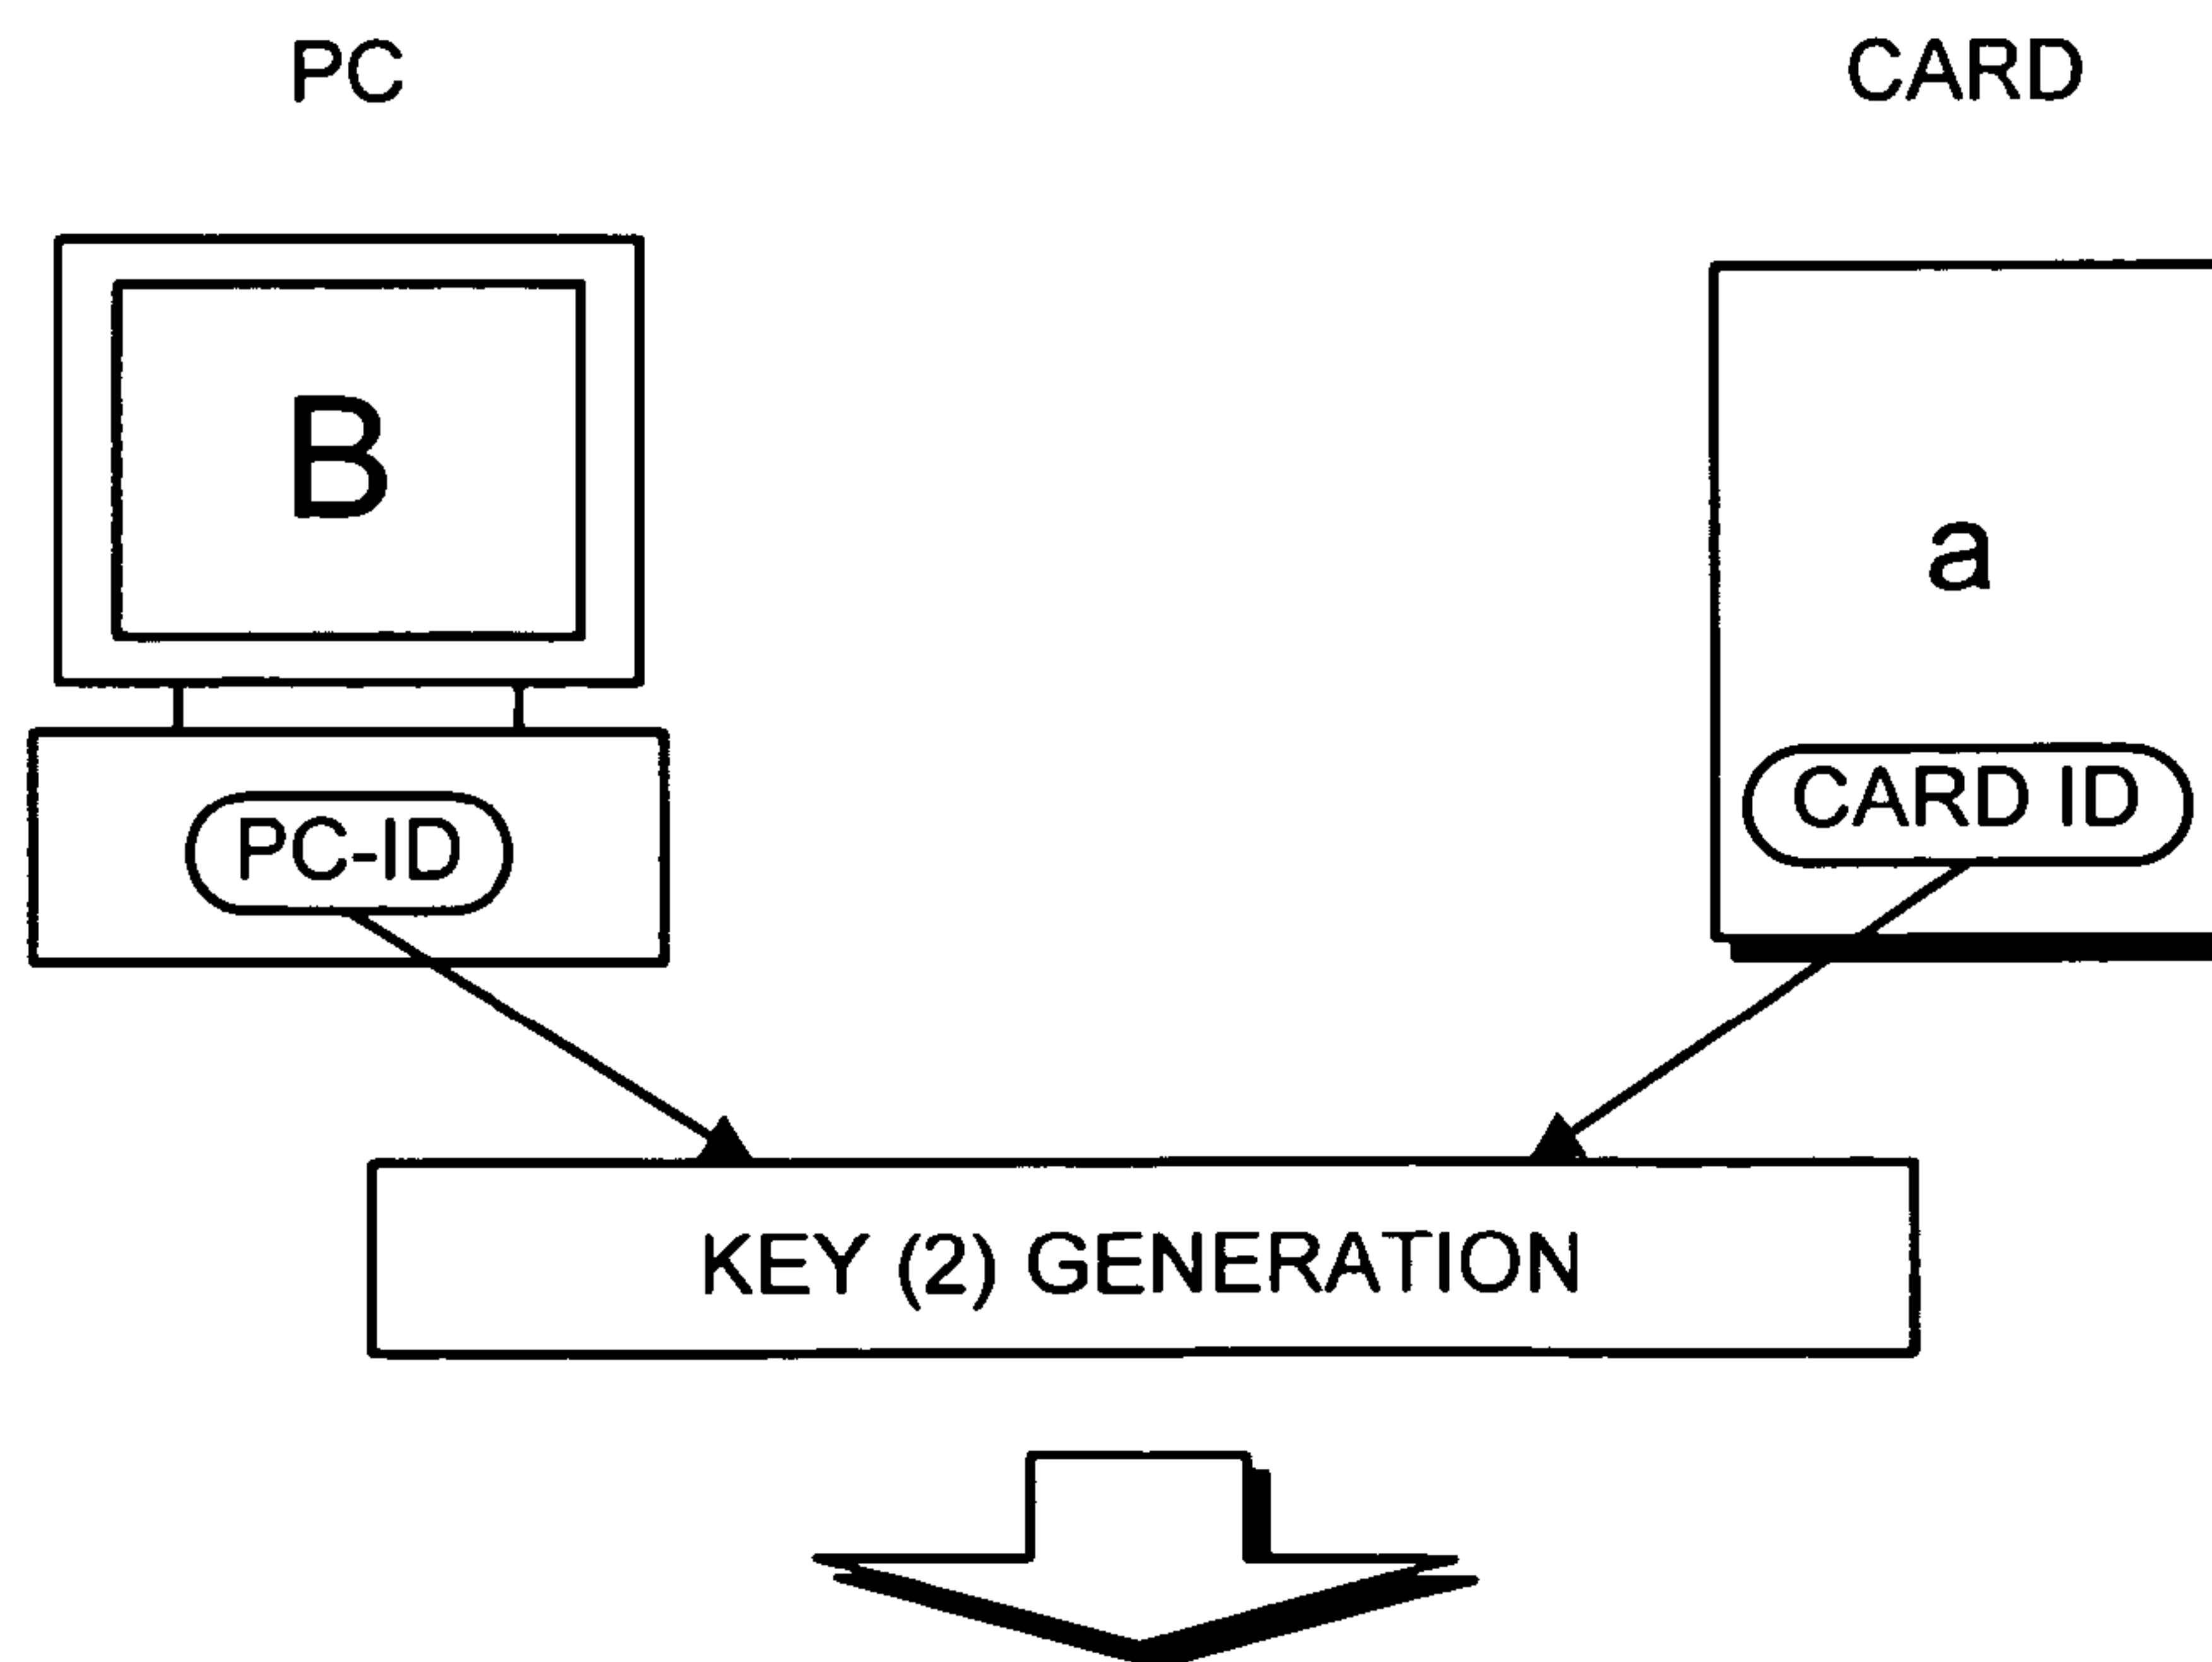 PC
CARD
B
a
PC-ID
CARD ID
KEY (2) GENERATION